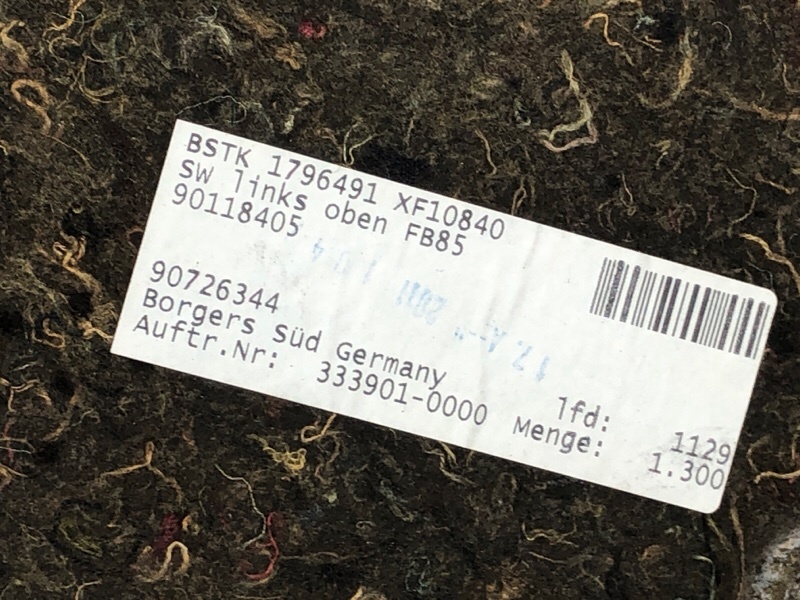 BSTK 1796491 XF10840
SW links oben FB85
90118405
90726344
Borgers Süd Germany
Auftr.Nr: 333901-0000
lfd: 1129
Menge: 1.300